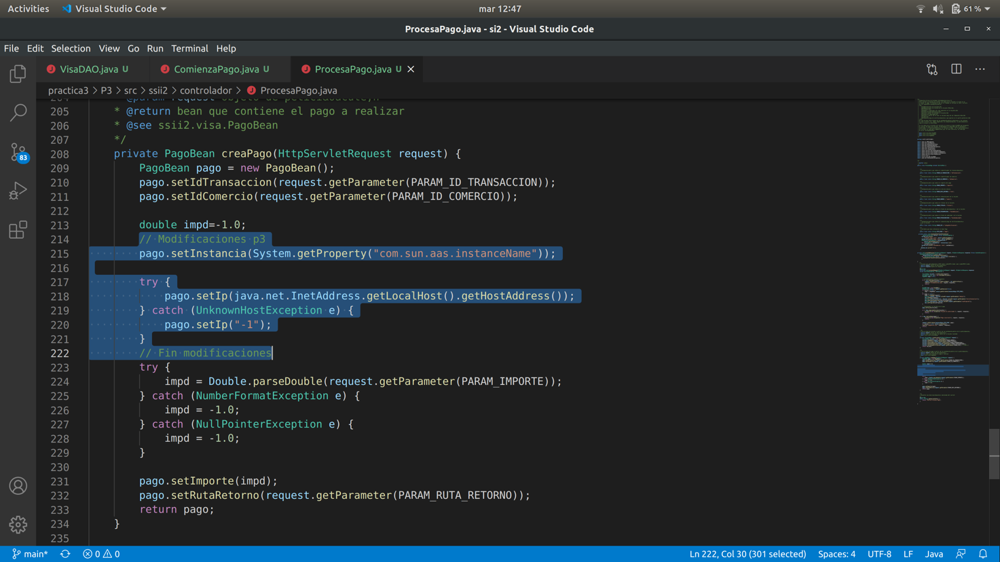 Activities Visual Studio Code mar 12:47 61 %
ProcesaPago.java - si2 - Visual Studio Code
File Edit Selection View Go Run Terminal Help
VisaDAO.java U ComienzaPago.java U ProcesaPago.java U
practica3 > P3 > src > ssii2 > controlador > ProcesaPago.java
205 * @return bean que contiene el pago a realizar
206 * @see ssii2.visa.PagoBean
207 */
208 private PagoBean creaPago(HttpServletRequest request) {
209 PagoBean pago = new PagoBean();
210 pago.setIdTransaccion(request.getParameter(PARAM_ID_TRANSACCION));
211 pago.setIdComercio(request.getParameter(PARAM_ID_COMERCIO));
212
213 double impd=-1.0;
214 // Modificaciones p3
215 pago.setInstancia(System.getProperty("com.sun.aas.instanceName"));
216
217 try {
218 pago.setIp(java.net.InetAddress.getLocalHost().getHostAddress());
219 } catch (UnknownHostException e) {
220 pago.setIp("-1");
221 }
222 // Fin modificaciones
223 try {
224 impd = Double.parseDouble(request.getParameter(PARAM_IMPORTE));
225 } catch (NumberFormatException e) {
226 impd = -1.0;
227 } catch (NullPointerException e) {
228 impd = -1.0;
229 }
230
231 pago.setImporte(impd);
232 pago.setRutaRetorno(request.getParameter(PARAM_RUTA_RETORNO));
233 return pago;
234 }
235
83
main* 0 0 Ln 222, Col 30 (301 selected) Spaces: 4 UTF-8 LF Java